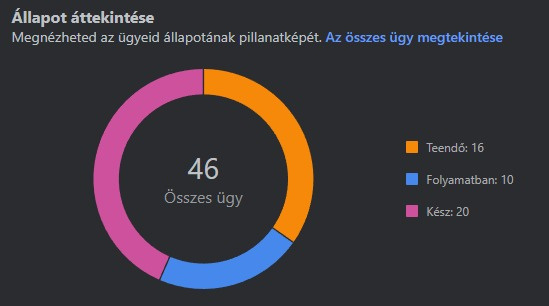 Állapot áttekintése
Megnézheted az ügyeid állapotának pillanatképét. Az összes ügy megtekintése
46
Összes ügy
Teendó: 16
Folyamatban: 10
Kész: 20